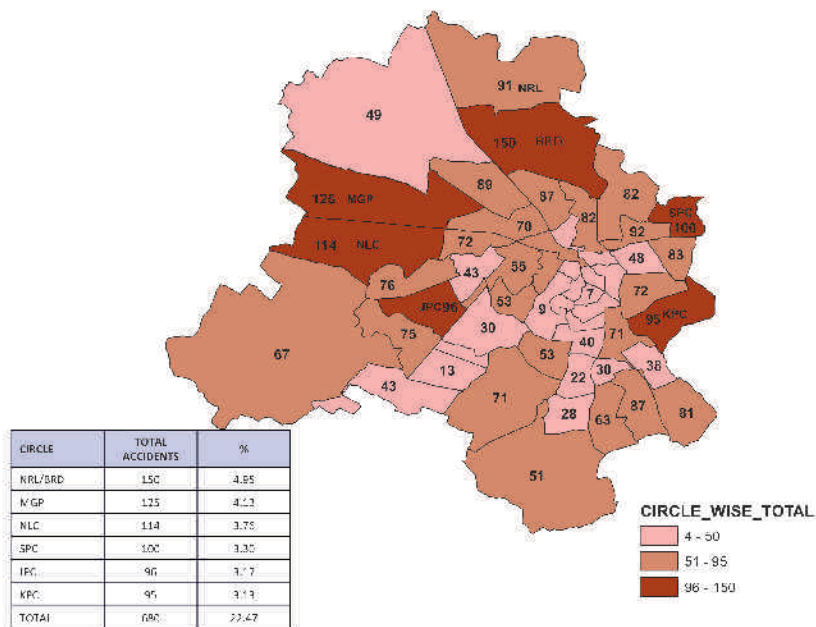 91 NRL
49
150 BRD
89
87
82
82
SPC
100
125 MGP
70
92
114 NLC
72
55
48
83
43
76
72
JPC 96
53
9
7
95 KPC
75
30
71
40
53
67
13
30
38
43
22
71
87
81
28
63
51
CIRCLE TOTAL ACCIDENTS %
NRL/BRD 150 4.95
MGP 125 4.13
NLC 114 3.76
SPC 100 3.30
JPC 96 3.17
KPC 95 3.13
TOTAL 680 22.47
CIRCLE_WISE_TOTAL
4 - 50
51 - 95
96 - 150